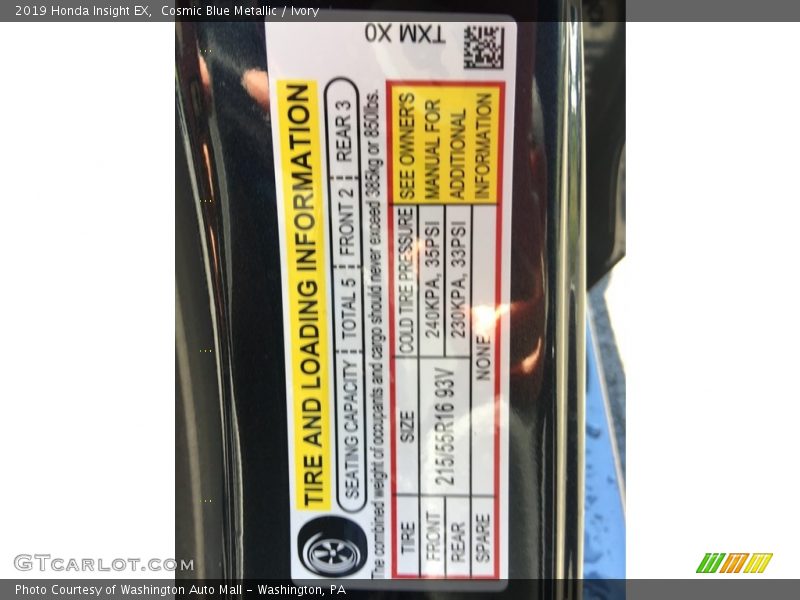 2019 Honda Insight EX, Cosmic Blue Metallic / Ivory
TXM X0
TIRE AND LOADING INFORMATION
SEATING CAPACITY TOTAL 5 FRONT 2 REAR 3
The combined weight of occupants and cargo should never exceed 385kg or 850lbs.
TIRE SIZE COLD TIRE PRESSURE SEE OWNER'S
FRONT 215/55R16 93V 240KPA, 35PSI MANUAL FOR
REAR 230KPA, 33PSI ADDITIONAL
SPARE NONE INFORMATION
GTcarlot.com
Photo Courtesy of Washington Auto Mall - Washington, PA